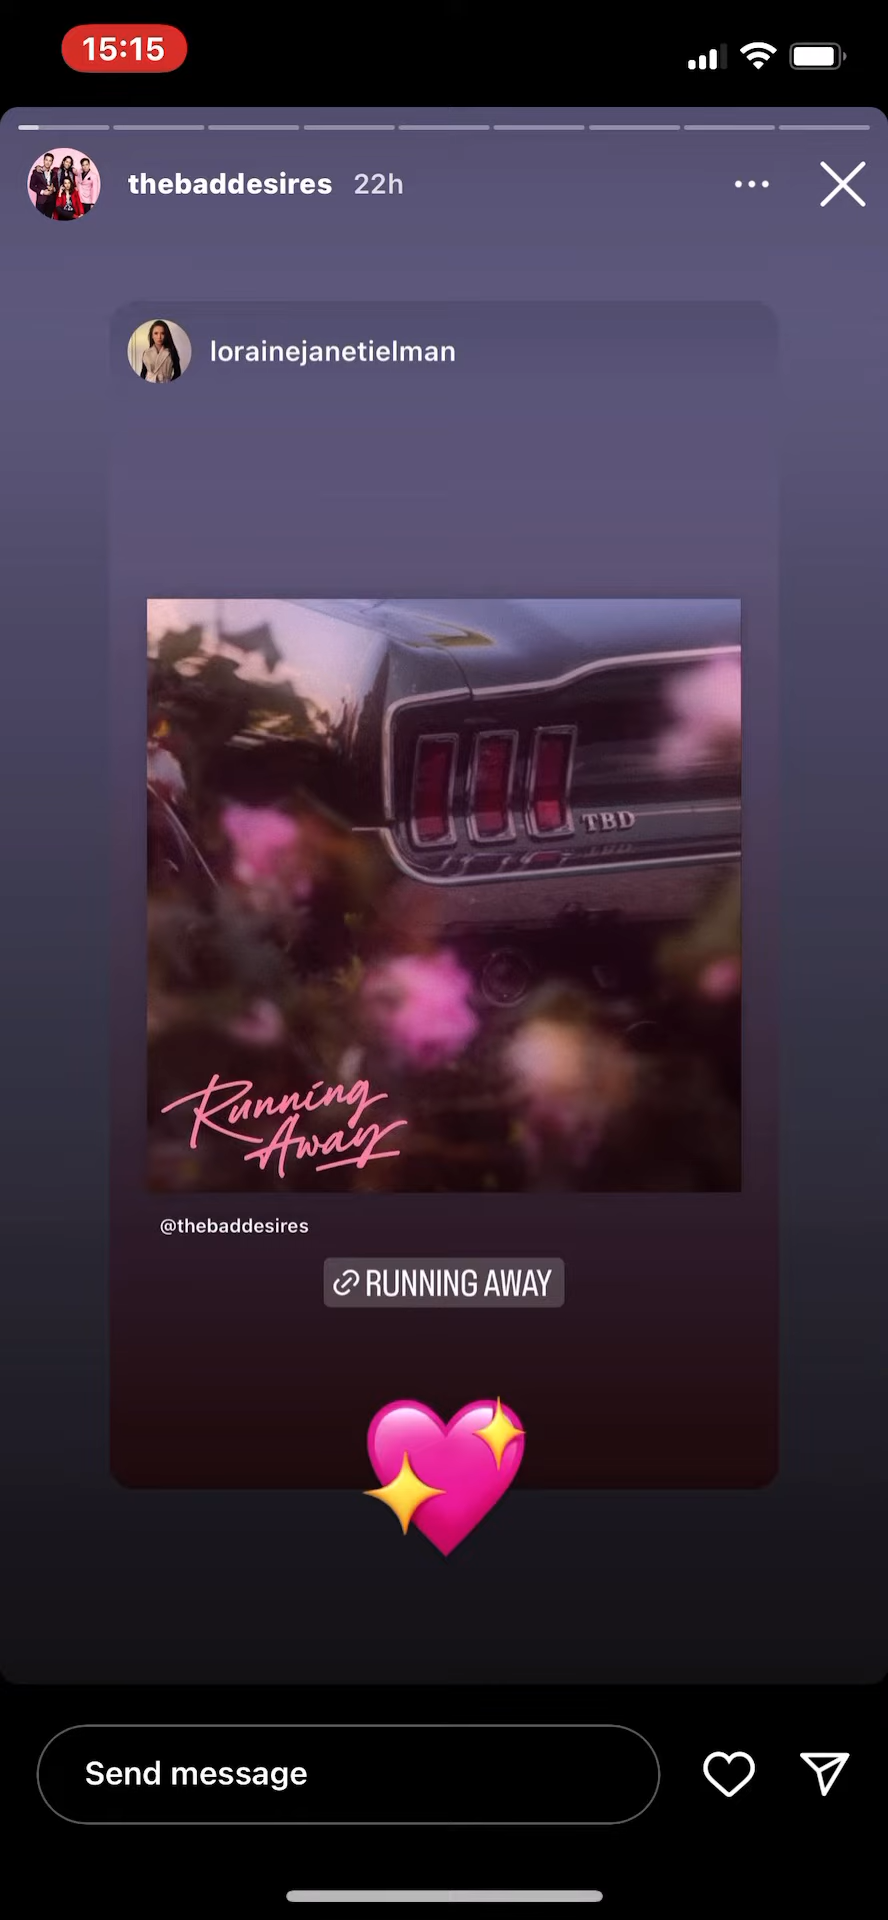 15:15
thebaddesires 22h
lorainejanetielman
TBD
Running
Away
@thebaddesires
RUNNING AWAY
Send message